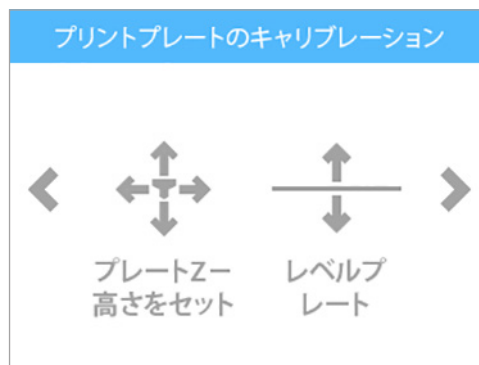 プリントプレートのキャリブレーション
プレートZー
高さをセット
レベルプ
レート